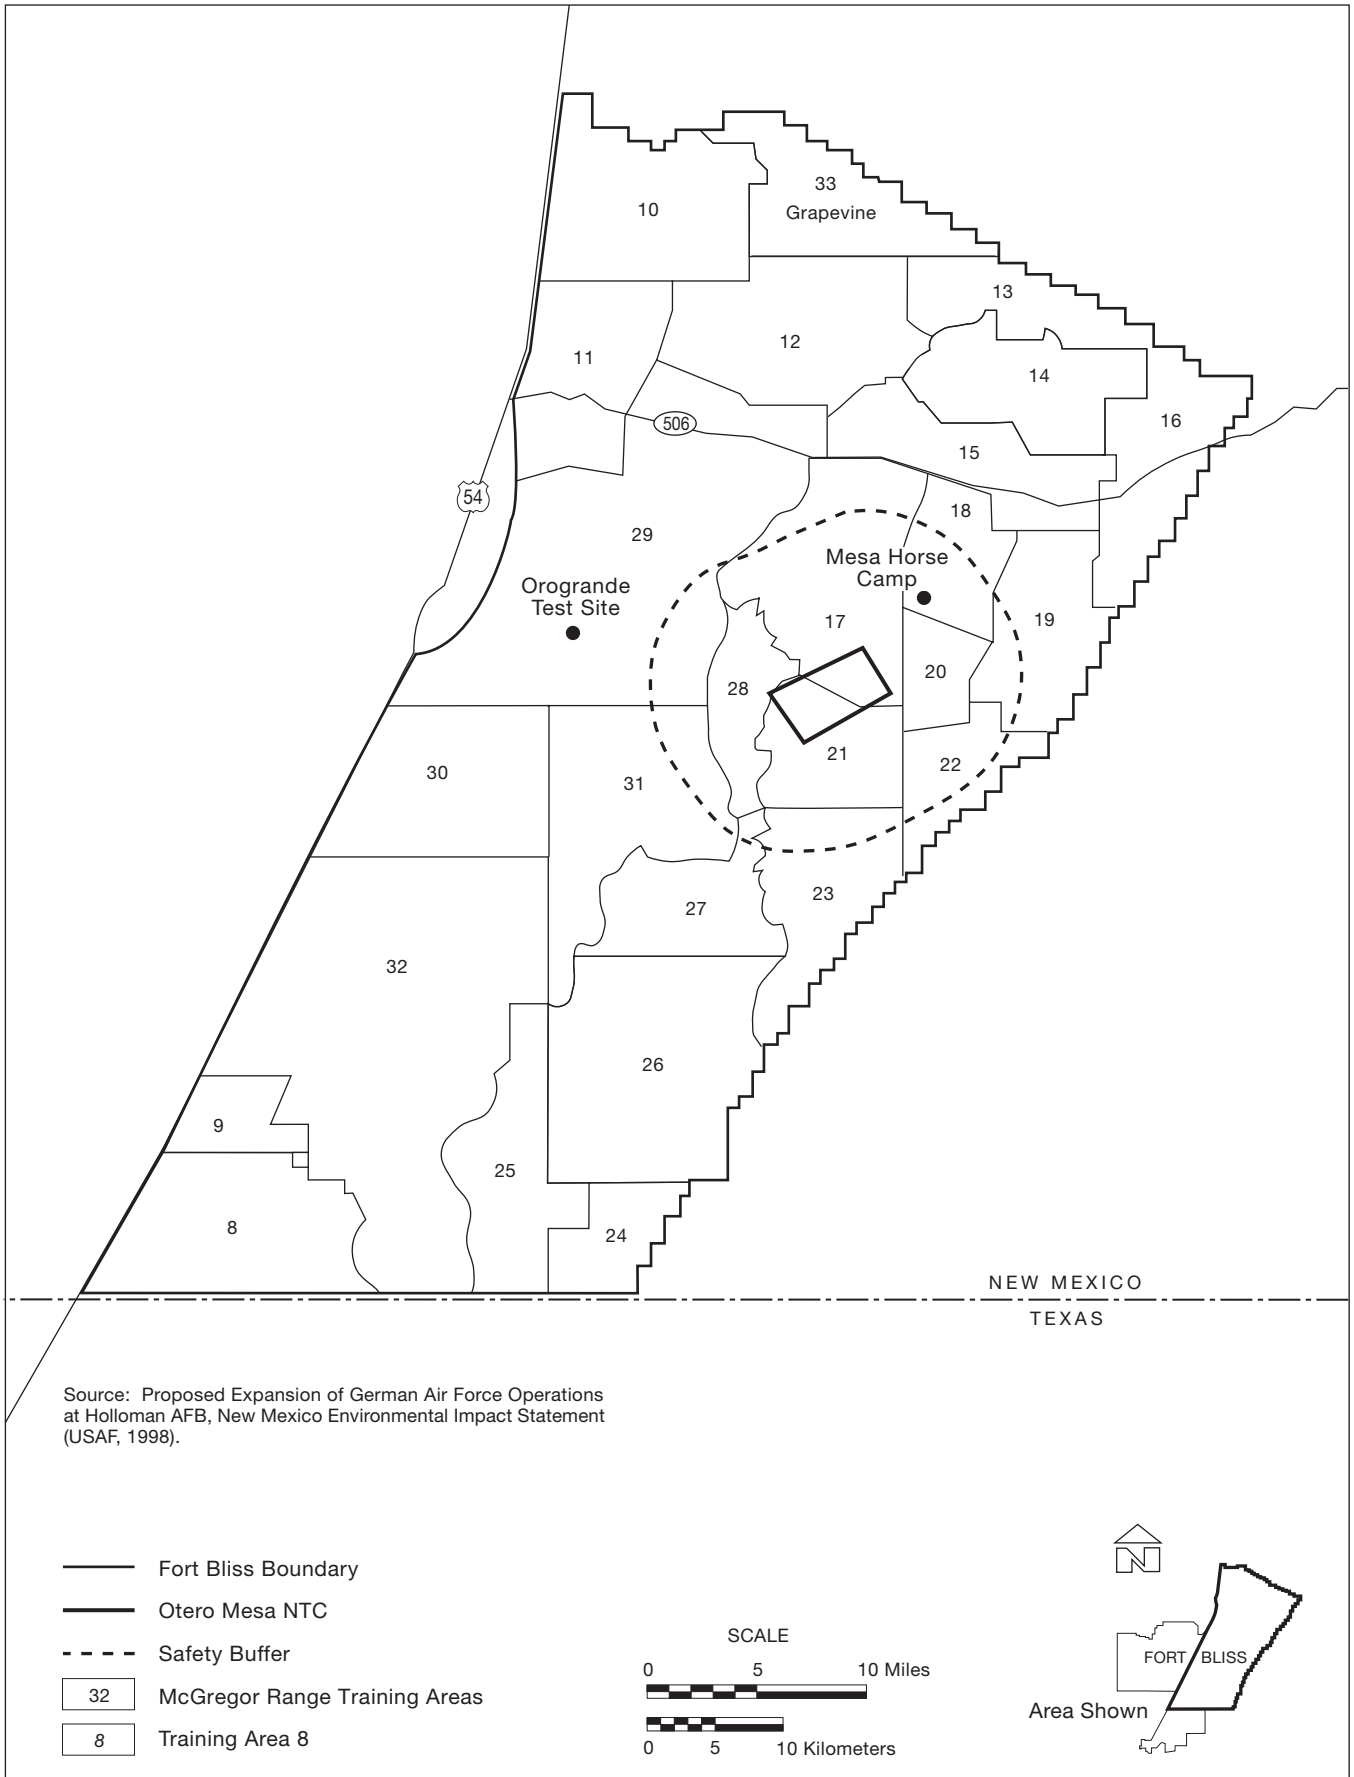 33
Grapevine
10
13
12
11
14
16
506
15
54
18
29
Mesa Horse
Camp
Orogrande
Test Site
17
19
20
28
21
22
30
31
23
27
32
26
9
25
8
24
NEW MEXICO
TEXAS
Source: Proposed Expansion of German Air Force Operations
at Holloman AFB, New Mexico Environmental Impact Statement
(USAF, 1998).
Fort Bliss Boundary
Otero Mesa NTC
Safety Buffer
32 McGregor Range Training Areas
8 Training Area 8
SCALE
0 5 10 Miles
0 5 10 Kilometers
N
FORT BLISS
Area Shown